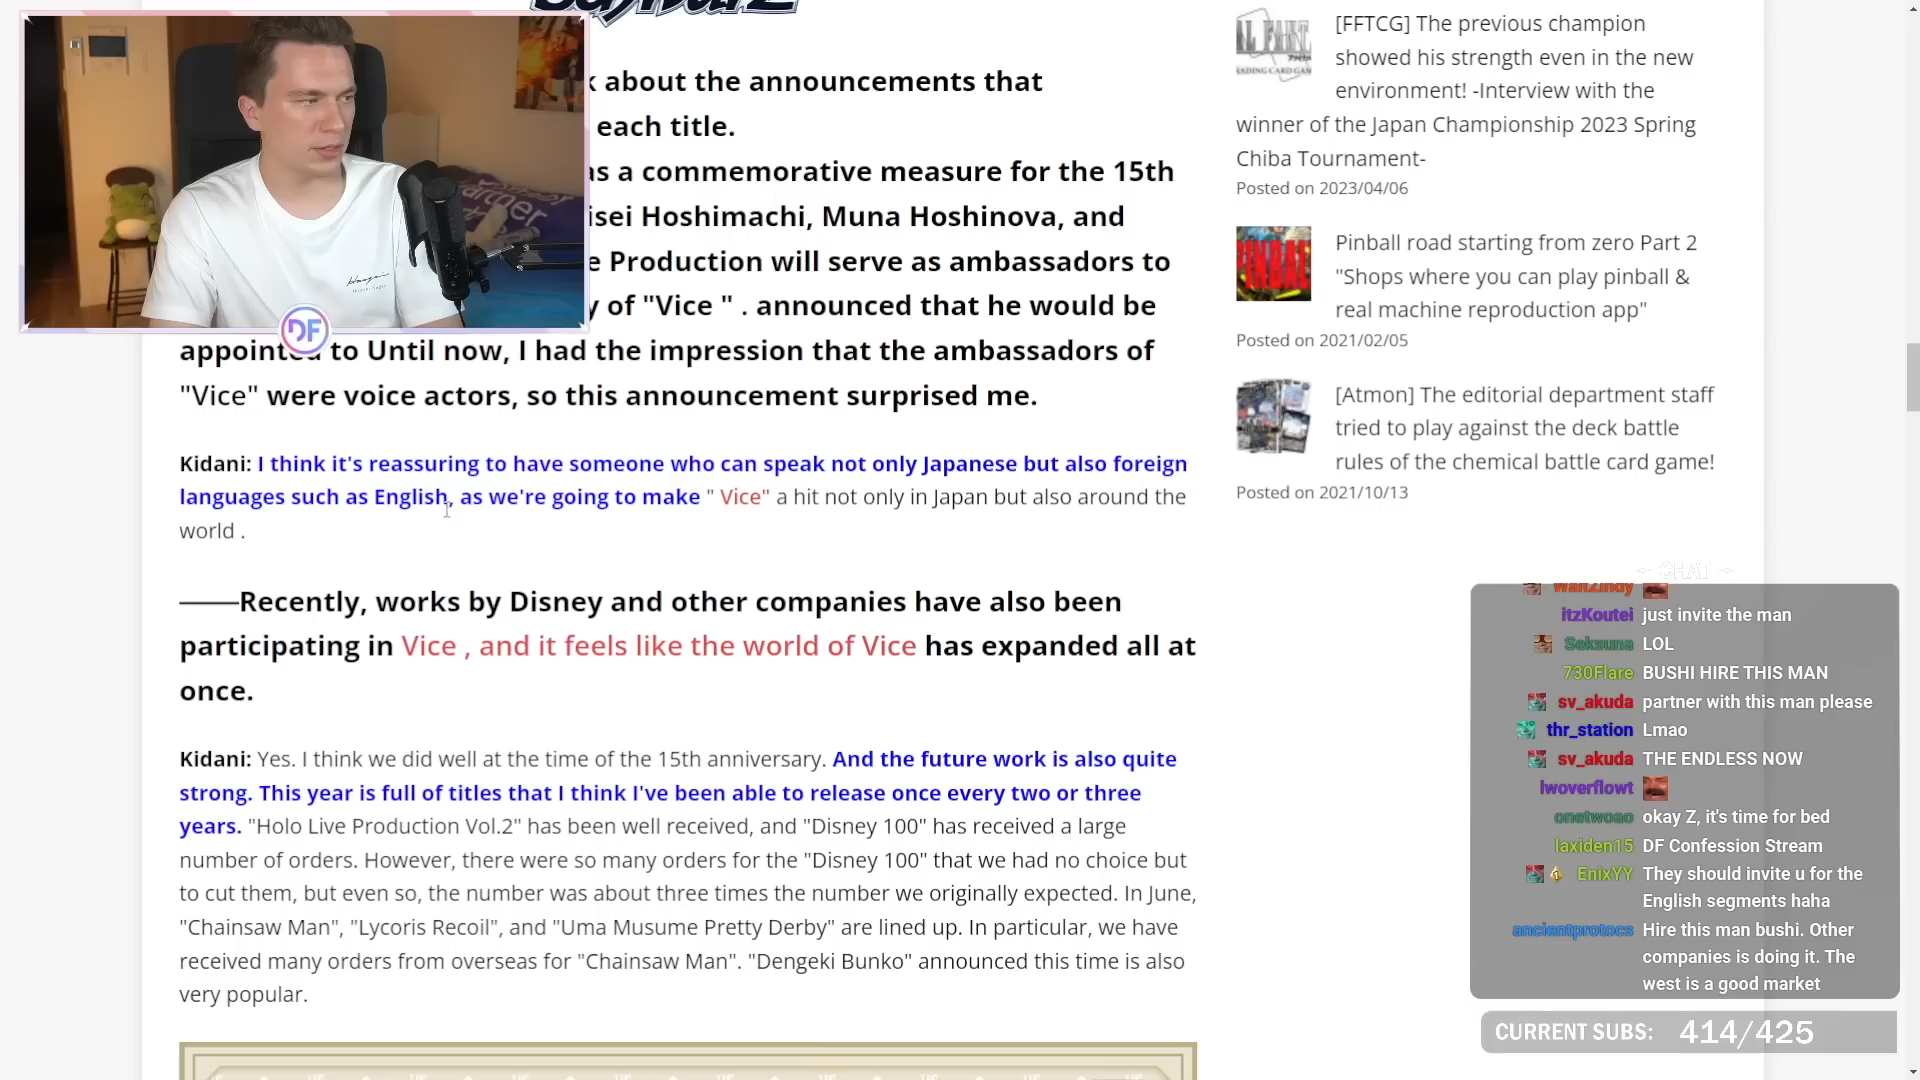 k about the announcements that
each title.
as a commemorative measure for the 15th
isei Hoshimachi, Muna Hoshinova, and
e Production will serve as ambassadors to
y of "Vice " . announced that he would be
appointed to Until now, I had the impression that the ambassadors of
"Vice" were voice actors, so this announcement surprised me.
Kidani: I think it's reassuring to have someone who can speak not only Japanese but also foreign
languages such as English, as we're going to make " Vice" a hit not only in Japan but also around the
world .
——Recently, works by Disney and other companies have also been
participating in Vice , and it feels like the world of Vice has expanded all at
once.
Kidani: Yes. I think we did well at the time of the 15th anniversary. And the future work is also quite
strong. This year is full of titles that I think I've been able to release once every two or three
years. "Holo Live Production Vol.2" has been well received, and "Disney 100" has received a large
number of orders. However, there were so many orders for the "Disney 100" that we had no choice but
to cut them, but even so, the number was about three times the number we originally expected. In June,
"Chainsaw Man", "Lycoris Recoil", and "Uma Musume Pretty Derby" are lined up. In particular, we have
received many orders from overseas for "Chainsaw Man". "Dengeki Bunko" announced this time is also
very popular.
DF
[FFTCG] The previous champion
showed his strength even in the new
environment! -Interview with the
winner of the Japan Championship 2023 Spring
Chiba Tournament-
Posted on 2023/04/06
PINBAL
Pinball road starting from zero Part 2
"Shops where you can play pinball &
real machine reproduction app"
Posted on 2021/02/05
[Atmon] The editorial department staff
tried to play against the deck battle
rules of the chemical battle card game!
Posted on 2021/10/13
CHAT
itzKoutei just invite the man
Seksuna LOL
730Flare BUSHI HIRE THIS MAN
sv_akuda partner with this man please
thr_station Lmao
sv_akuda THE ENDLESS NOW
lwoverflowt
onetwoao okay Z, it's time for bed
laxiden15 DF Confession Stream
EnixYY They should invite u for the
English segments haha
ancientprotocs Hire this man bushi. Other
companies is doing it. The
west is a good market
CURRENT SUBS: 414/425